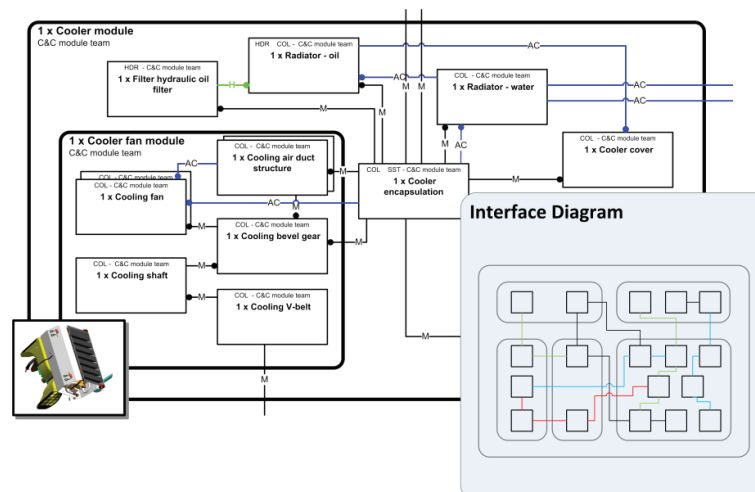 1 x Cooler module
C&C module team
HDR - C&C module team
1 x Filter hydraulic oil
filter
HDR COL - C&C module team
1 x Radiator - oil
COL - C&C module team
1 x Radiator - water
COL - C&C module team
1 x Cooler cover
COL SST - C&C module team
1 x Cooler
encapsulation
1 x Cooler fan module
C&C module team
COL - C&C module team
1 x Cooling air duct
structure
COL - C&C module team
COL - C&C module team
1 x Cooling fan
COL - C&C module team
1 x Cooling bevel gear
COL - C&C module team
1 x Cooling shaft
COL - C&C module team
1 x Cooling V-belt
AC
AC
H
M
M
M
M
M
AC
AC
M
M
AC
M
M
M
M
M
M
M
Interface Diagram